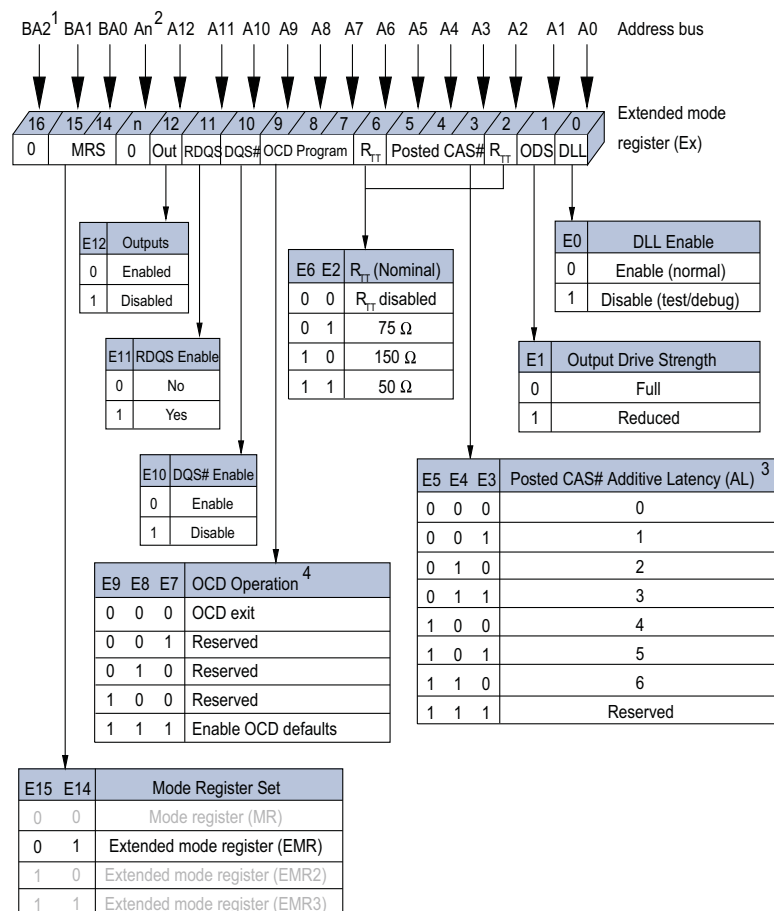 BA2¹ BA1 BA0 An² A12 A11 A10 A9 A8 A7 A6 A5 A4 A3 A2 A1 A0 Address bus
16 15 14 n 12 11 10 9 8 7 6 5 4 3 2 1 0 Extended mode
0 MRS 0 Out RDQS DQS# OCD Program RTT Posted CAS# RTT ODS DLL register (Ex)
E12 Outputs
0 Enabled
1 Disabled
E6 E2 RTT (Nominal)
0 0 RTT disabled
0 1 75 Ω
1 0 150 Ω
1 1 50 Ω
E0 DLL Enable
0 Enable (normal)
1 Disable (test/debug)
E11 RDQS Enable
0 No
1 Yes
E1 Output Drive Strength
0 Full
1 Reduced
E10 DQS# Enable
0 Enable
1 Disable
E5 E4 E3 Posted CAS# Additive Latency (AL) ³
0 0 0 0
0 0 1 1
0 1 0 2
0 1 1 3
1 0 0 4
1 0 1 5
1 1 0 6
1 1 1 Reserved
E9 E8 E7 OCD Operation ⁴
0 0 0 OCD exit
0 0 1 Reserved
0 1 0 Reserved
1 0 0 Reserved
1 1 1 Enable OCD defaults
E15 E14 Mode Register Set
0 0 Mode register (MR)
0 1 Extended mode register (EMR)
1 0 Extended mode register (EMR2)
1 1 Extended mode register (EMR3)